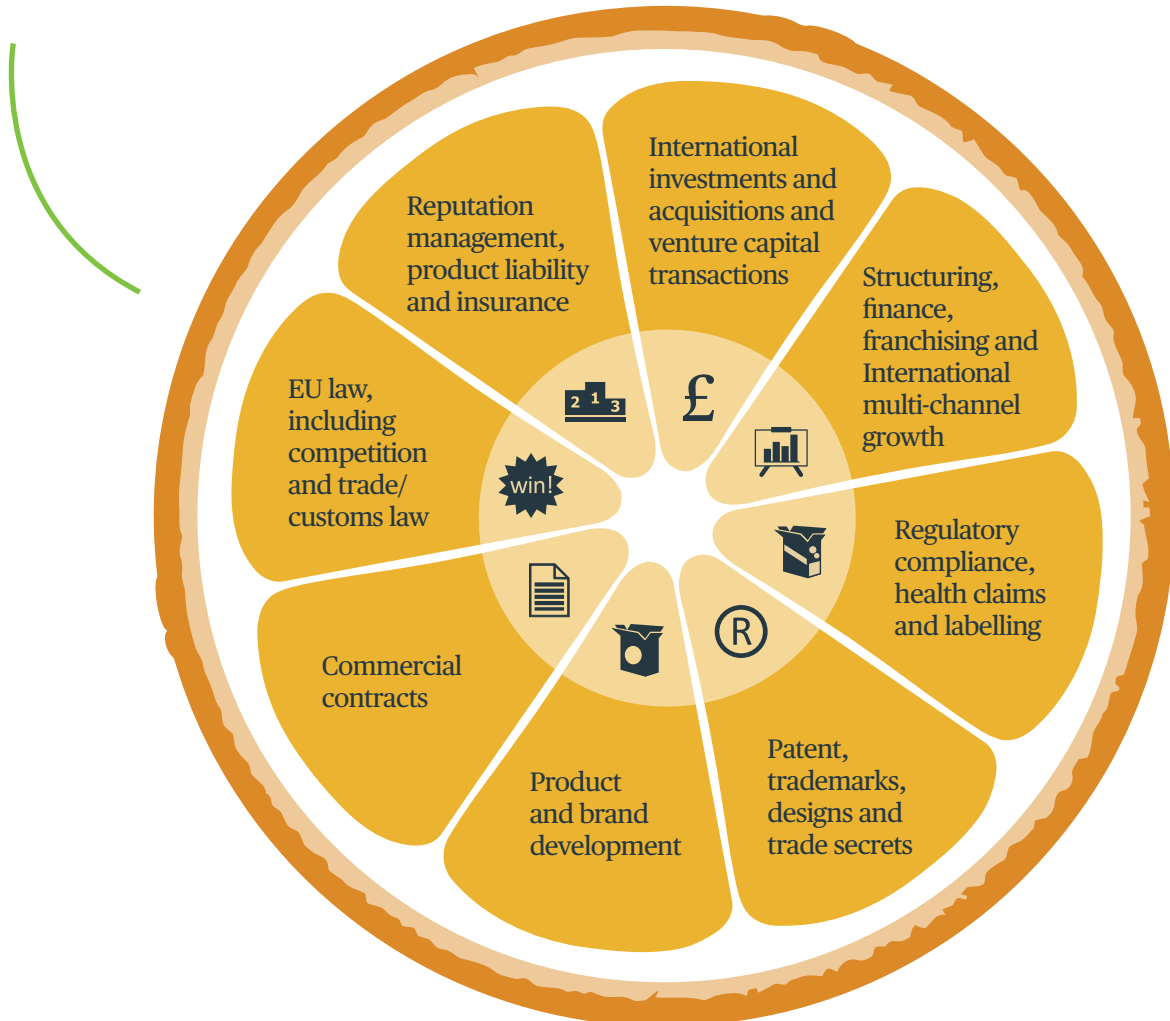 International
investments and
acquisitions and
venture capital
transactions
Structuring,
finance,
franchising and
International
multi-channel
growth
Regulatory
compliance,
health claims
and labelling
Patent,
trademarks,
designs and
trade secrets
Product
and brand
development
Commercial
contracts
EU law,
including
competition
and trade/
customs law
Reputation
management,
product liability
and insurance
2 1 3
£
win!
R